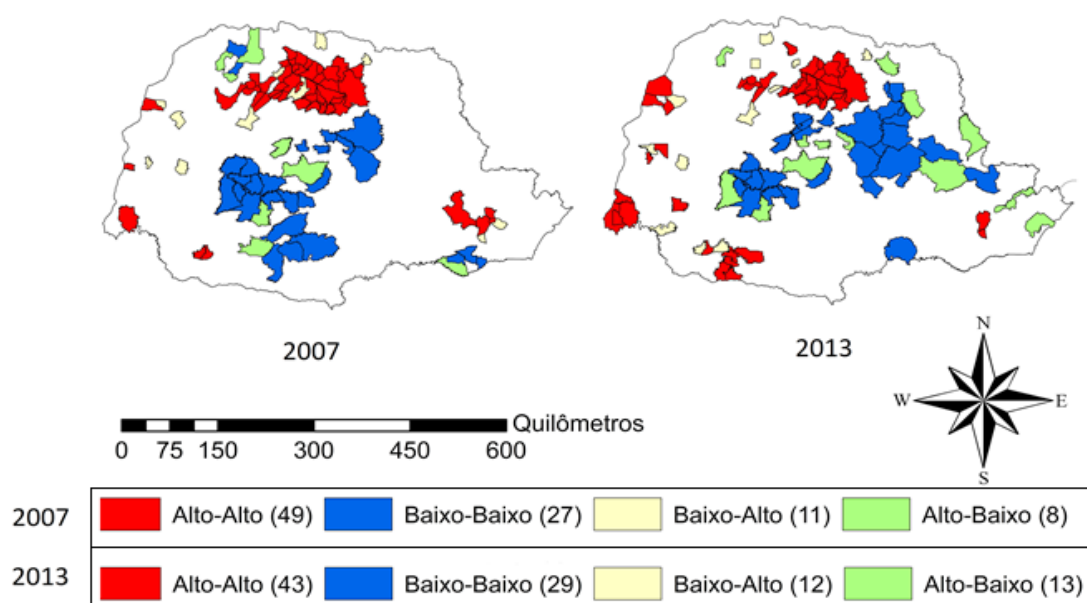 2007
2013
N
W
E
S
Quilômetros
0 75 150 300 450 600
2007 Alto-Alto (49) Baixo-Baixo (27) Baixo-Alto (11) Alto-Baixo (8)
2013 Alto-Alto (43) Baixo-Baixo (29) Baixo-Alto (12) Alto-Baixo (13)